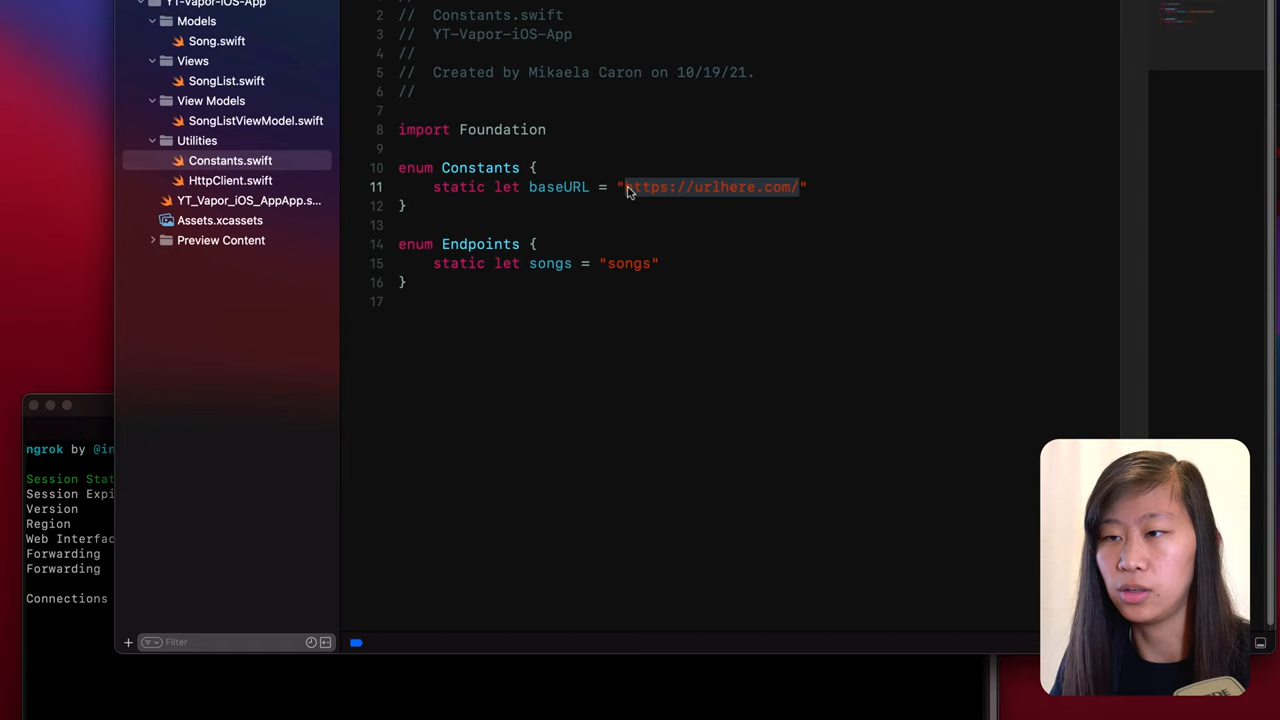 YT-Vapor-iOS-App
Models
Song.swift
Views
SongList.swift
View Models
SongListViewModel.swift
Utilities
Constants.swift
HttpClient.swift
YT_Vapor_iOS_AppApp.s...
Assets.xcassets
Preview Content
Filter
2 // Constants.swift
3 // YT-Vapor-iOS-App
4 //
5 // Created by Mikaela Caron on 10/19/21.
6 //
7
8 import Foundation
9
10 enum Constants {
11 static let baseURL = "https://urlhere.com/"
12 }
13
14 enum Endpoints {
15 static let songs = "songs"
16 }
17
ngrok by @in
Session Stat
Session Expi
Version
Region
Web Interfac
Forwarding
Forwarding
Connections